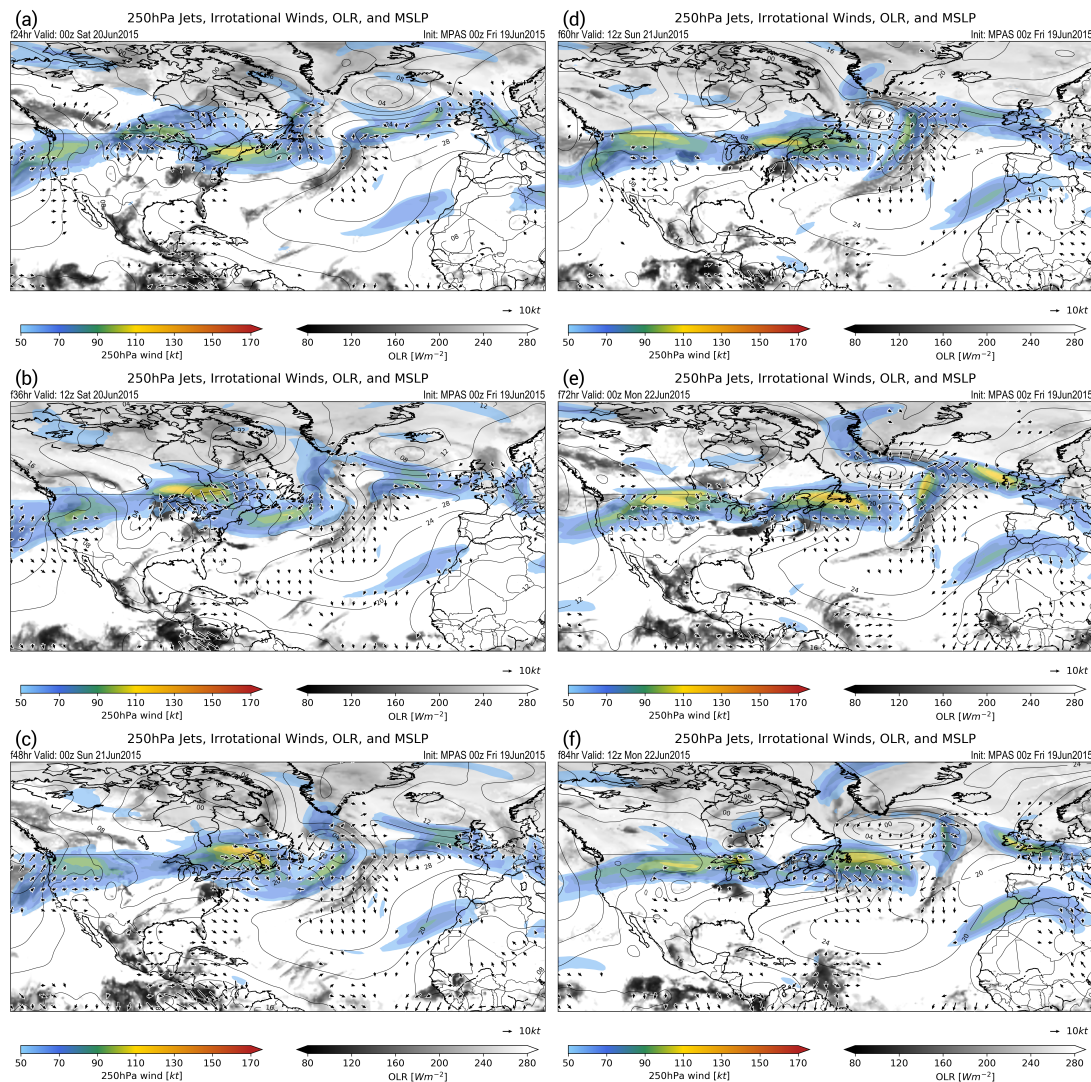 (a)
250hPa Jets, Irrotational Winds, OLR, and MSLP
f24hr Valid: 00z Sat 20Jun2015 Init: MPAS 00z Fri 19Jun2015
10kt
50 70 90 110 130 150 170
250hPa wind [kt]
80 120 160 200 240 280
OLR [Wm−2]
(b)
250hPa Jets, Irrotational Winds, OLR, and MSLP
f36hr Valid: 12z Sat 20Jun2015 Init: MPAS 00z Fri 19Jun2015
10kt
50 70 90 110 130 150 170
250hPa wind [kt]
80 120 160 200 240 280
OLR [Wm−2]
(c)
250hPa Jets, Irrotational Winds, OLR, and MSLP
f48hr Valid: 00z Sun 21Jun2015 Init: MPAS 00z Fri 19Jun2015
10kt
50 70 90 110 130 150 170
250hPa wind [kt]
80 120 160 200 240 280
OLR [Wm−2]
(d)
250hPa Jets, Irrotational Winds, OLR, and MSLP
f60hr Valid: 12z Sun 21Jun2015 Init: MPAS 00z Fri 19Jun2015
10kt
50 70 90 110 130 150 170
250hPa wind [kt]
80 120 160 200 240 280
OLR [Wm−2]
(e)
250hPa Jets, Irrotational Winds, OLR, and MSLP
f72hr Valid: 00z Mon 22Jun2015 Init: MPAS 00z Fri 19Jun2015
10kt
50 70 90 110 130 150 170
250hPa wind [kt]
80 120 160 200 240 280
OLR [Wm−2]
(f)
250hPa Jets, Irrotational Winds, OLR, and MSLP
f84hr Valid: 12z Mon 22Jun2015 Init: MPAS 00z Fri 19Jun2015
10kt
50 70 90 110 130 150 170
250hPa wind [kt]
80 120 160 200 240 280
OLR [Wm−2]